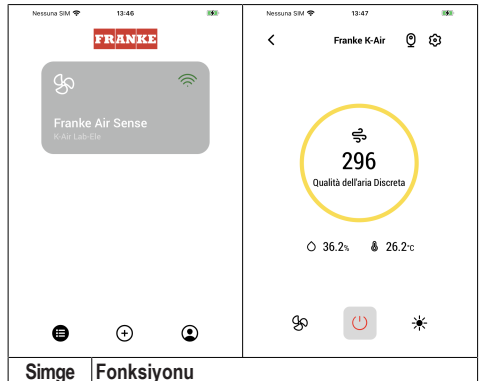 Nessuna SIM 13:46
FRANKE
Franke Air Sense
K-Air Lab-Els
Nessuna SIM 13:47
Franke K-Air
296
Qualità dell'aria Discreta
36.2% 26.2°C
Simge Fonksiyonu